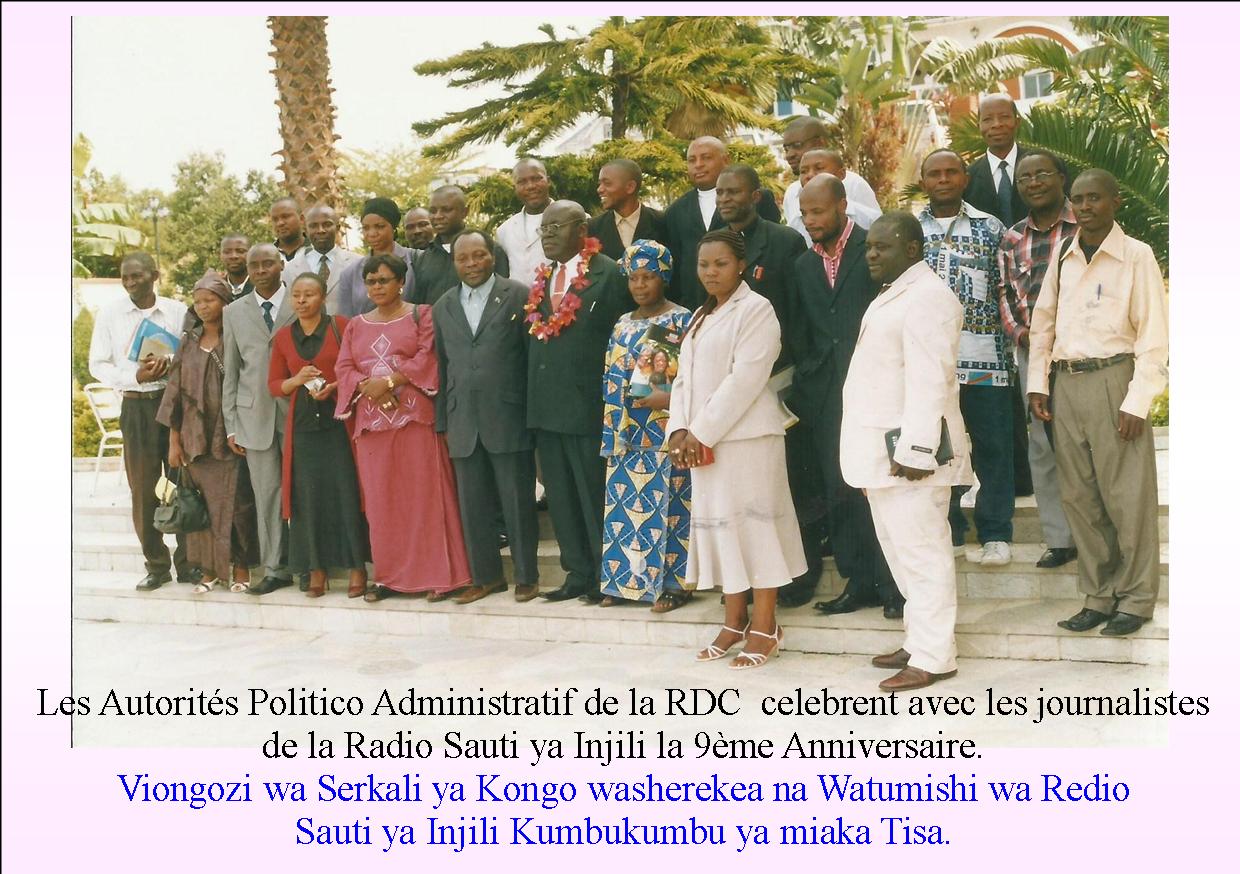 Les Autorités Politico Administratif de la RDC celebrent avec les journalistes
de la Radio Sauti ya Injili la 9ème Anniversaire.
Viongozi wa Serkali ya Kongo washerekea na Watumishi wa Redio
Sauti ya Injili Kumbukumbu ya miaka Tisa.